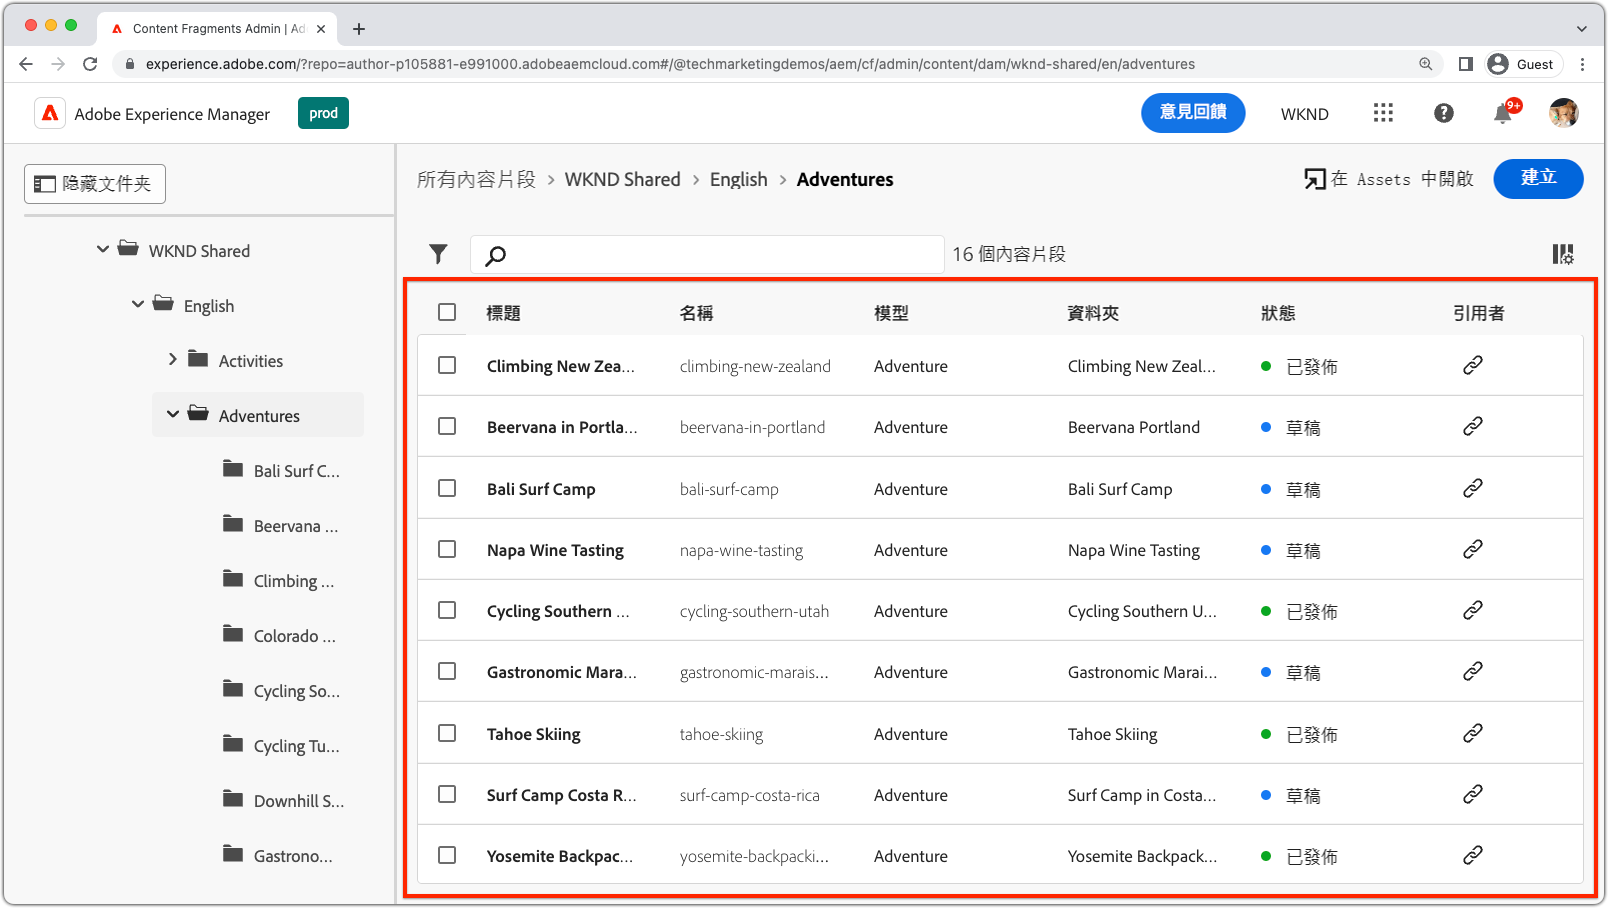 Content Fragments Admin | Ad
experience.adobe.com/?repo=author-p105881-e991000.adobeaemcloud.com#/@techmarketingdemos/aem/cf/admin/content/dam/wknd-shared/en/adventures
Guest
Adobe Experience Manager
prod
意見回饋
WKND
9+
隐藏文件夹
WKND Shared
English
Activities
Adventures
Bali Surf C...
Beervana ...
Climbing ...
Colorado ...
Cycling So...
Cycling Tu...
Downhill S...
Gastrono...
所有內容片段 > WKND Shared > English > Adventures
在 Assets 中開啟
建立
16 個內容片段
標題 名稱 模型 資料夾 狀態 引用者
Climbing New Zea... climbing-new-zealand Adventure Climbing New Zeal... 已發佈
Beervana in Portla... beervana-in-portland Adventure Beervana Portland 草稿
Bali Surf Camp bali-surf-camp Adventure Bali Surf Camp 草稿
Napa Wine Tasting napa-wine-tasting Adventure Napa Wine Tasting 草稿
Cycling Southern ... cycling-southern-utah Adventure Cycling Southern U... 已發佈
Gastronomic Mara... gastronomic-marais... Adventure Gastronomic Marai... 草稿
Tahoe Skiing tahoe-skiing Adventure Tahoe Skiing 已發佈
Surf Camp Costa R... surf-camp-costa-rica Adventure Surf Camp in Costa... 草稿
Yosemite Backpac... yosemite-backpacki... Adventure Yosemite Backpack... 已發佈